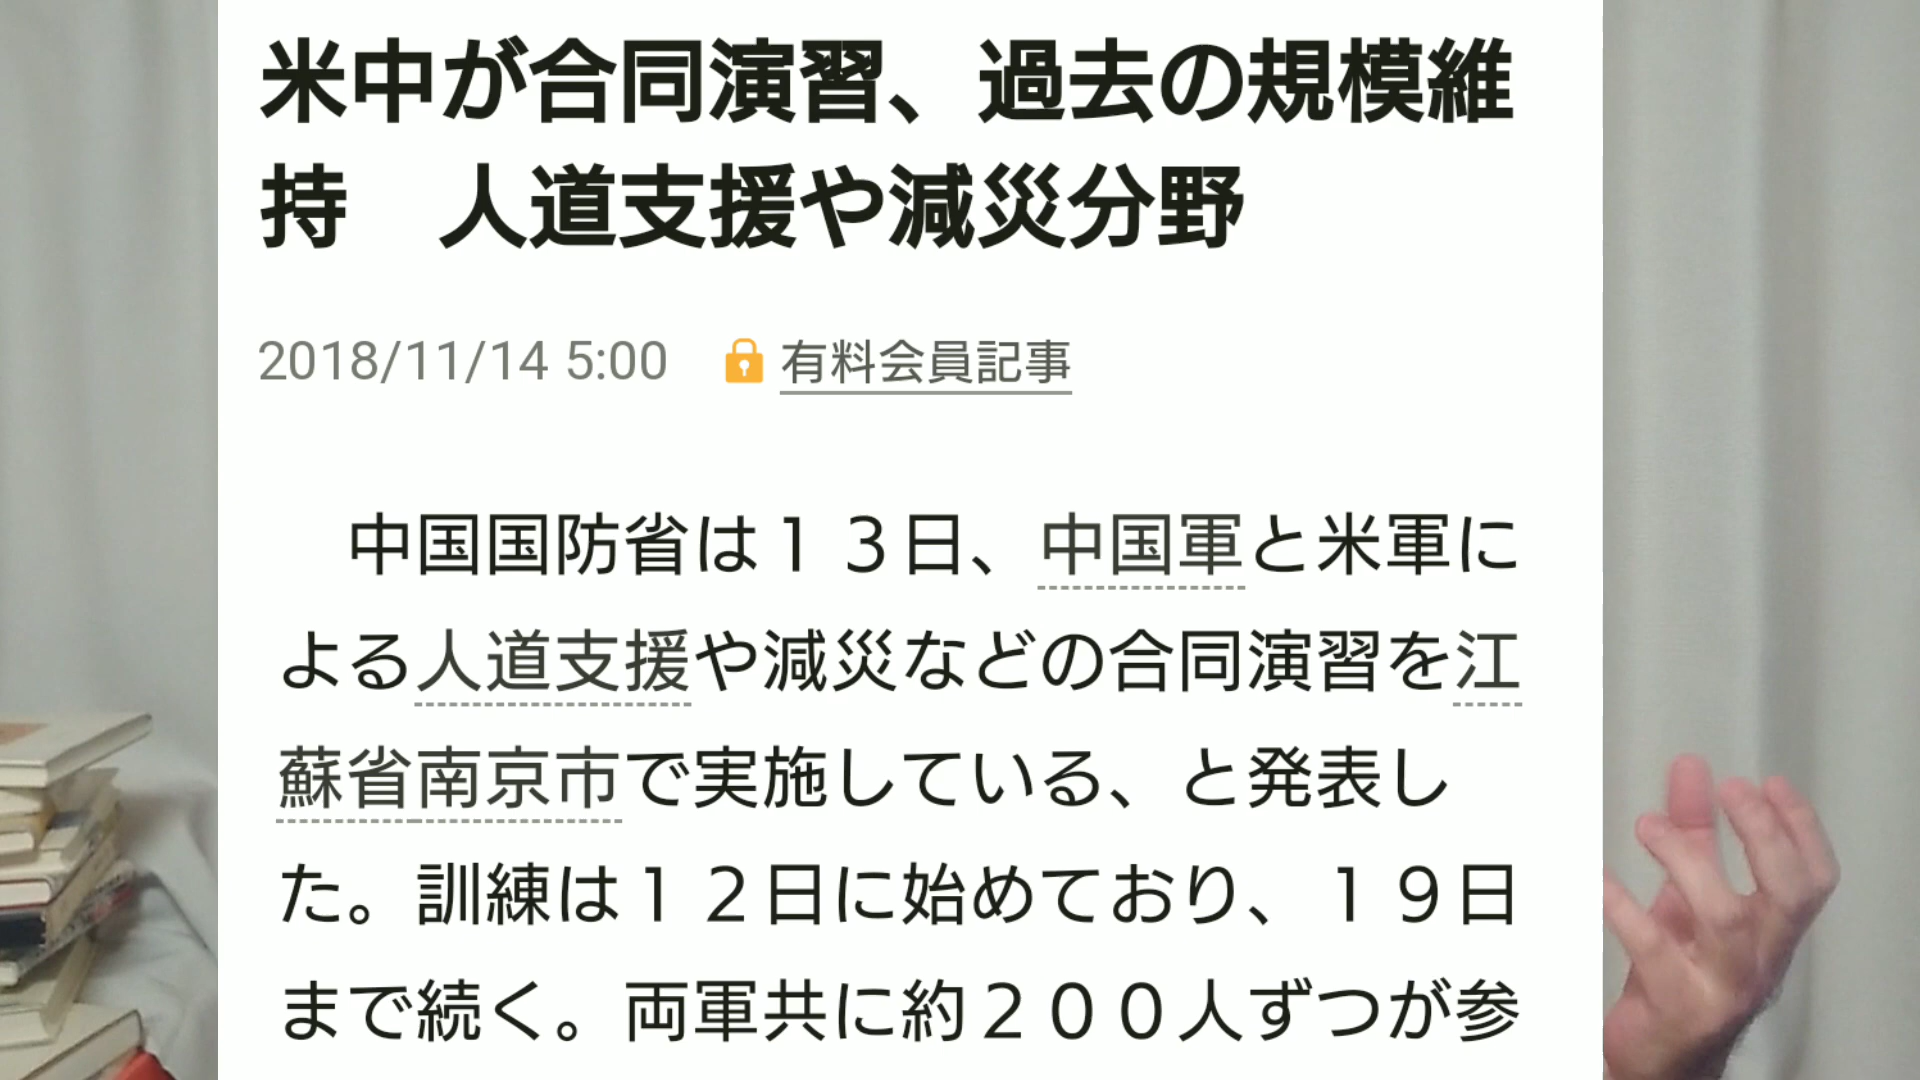 米中が合同演習、過去の規模維
持　人道支援や減災分野
2018/11/14 5:00 有料会員記事
中国国防省は１３日、中国軍と米軍に
よる人道支援や減災などの合同演習を江
蘇省南京市で実施している、と発表し
た。訓練は１２日に始めており、１９日
まで続く。両軍共に約２００人ずつが参